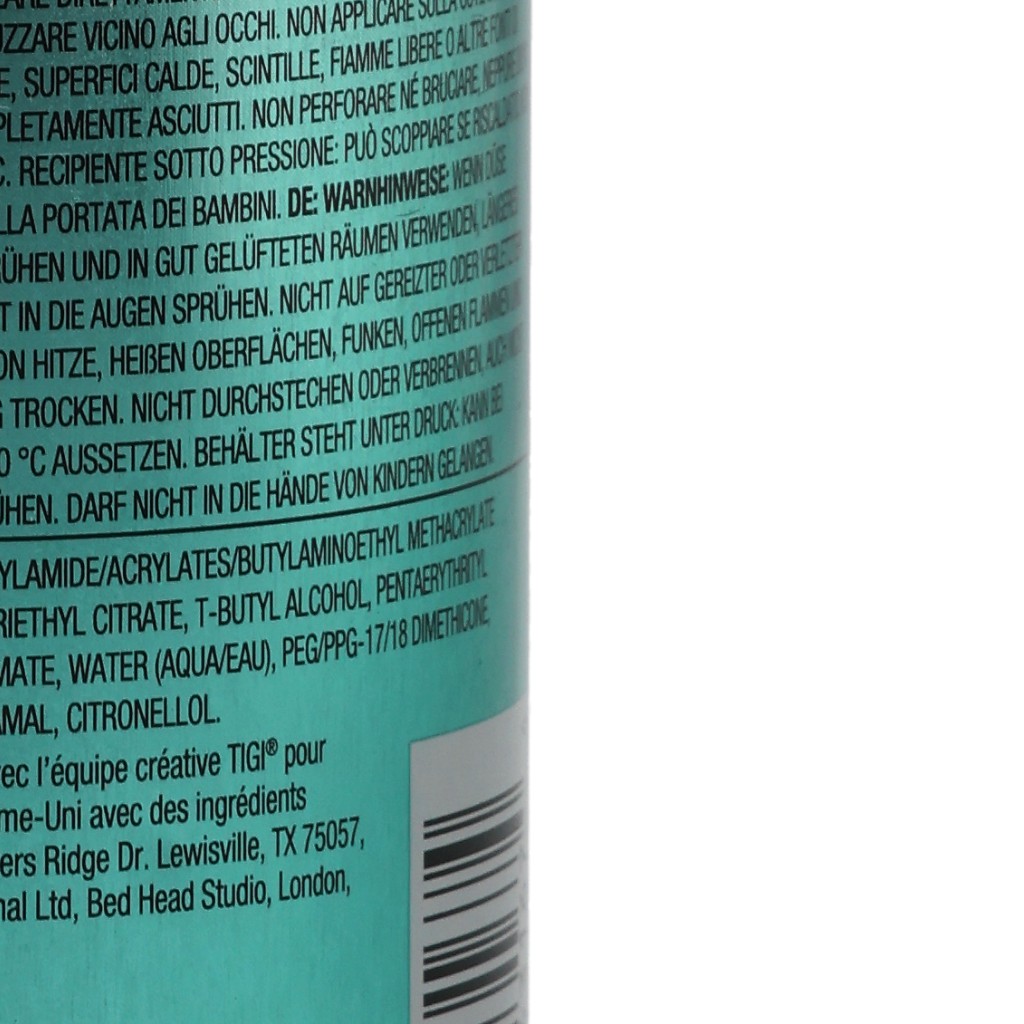 UZZARE VICINO AGLI OCCHI. NON APPLICARE SULLA
E, SUPERFICI CALDE, SCINTILLE, FIAMME LIBERE O ALTRE FONTI
PLETAMENTE ASCIUTTI. NON PERFORARE NÉ BRUCIARE, NEPPURE
C. RECIPIENTE SOTTO PRESSIONE: PUÒ SCOPPIARE SE RISCALDATO
LLA PORTATA DEI BAMBINI. DE: WARNHINWEISE: WENN DÜSE
ÜHEN UND IN GUT GELÜFTETEN RÄUMEN VERWENDEN, LÄNGERES
T IN DIE AUGEN SPRÜHEN. NICHT AUF GEREIZTER ODER VERLETZTER
ON HITZE, HEIßEN OBERFLÄCHEN, FUNKEN, OFFENEN FLAMMEN
G TROCKEN. NICHT DURCHSTECHEN ODER VERBRENNEN, AUCH NICHT
0 °C AUSSETZEN. BEHÄLTER STEHT UNTER DRUCK: KANN BEI
ÜHEN. DARF NICHT IN DIE HÄNDE VON KINDERN GELANGEN.
YLAMIDE/ACRYLATES/BUTYLAMINOETHYL METHACRYLATE
RIETHYL CITRATE, T-BUTYL ALCOHOL, PENTAERYTHRITYL
MATE, WATER (AQUA/EAU), PEG/PPG-17/18 DIMETHICONE,
AMAL, CITRONELLOL.
ec l'équipe créative TIGI® pour
me-Uni avec des ingrédients
ers Ridge Dr. Lewisville, TX 75057,
nal Ltd, Bed Head Studio, London,